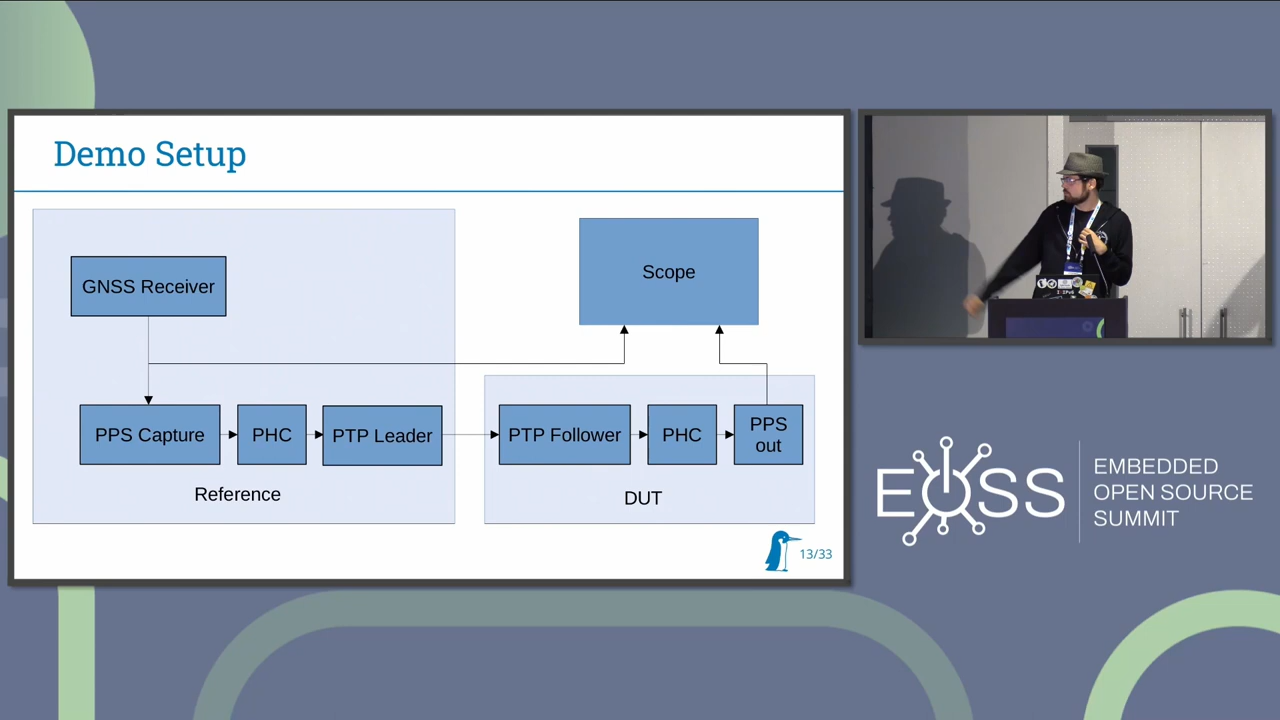 Demo Setup
GNSS Receiver
Scope
PPS Capture
PHC
PTP Leader
PTP Follower
PHC
PPS
out
Reference
DUT
13/33
EOSS
EMBEDDED
OPEN SOURCE
SUMMIT